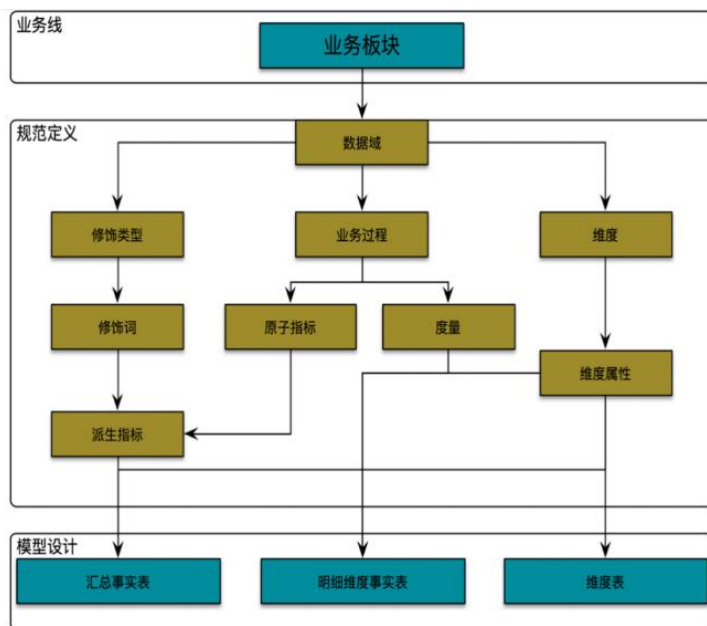 业务线
业务板块
规范定义
数据域
修饰类型
业务过程
维度
修饰词
原子指标
度量
维度属性
派生指标
模型设计
汇总事实表
明细维度事实表
维度表